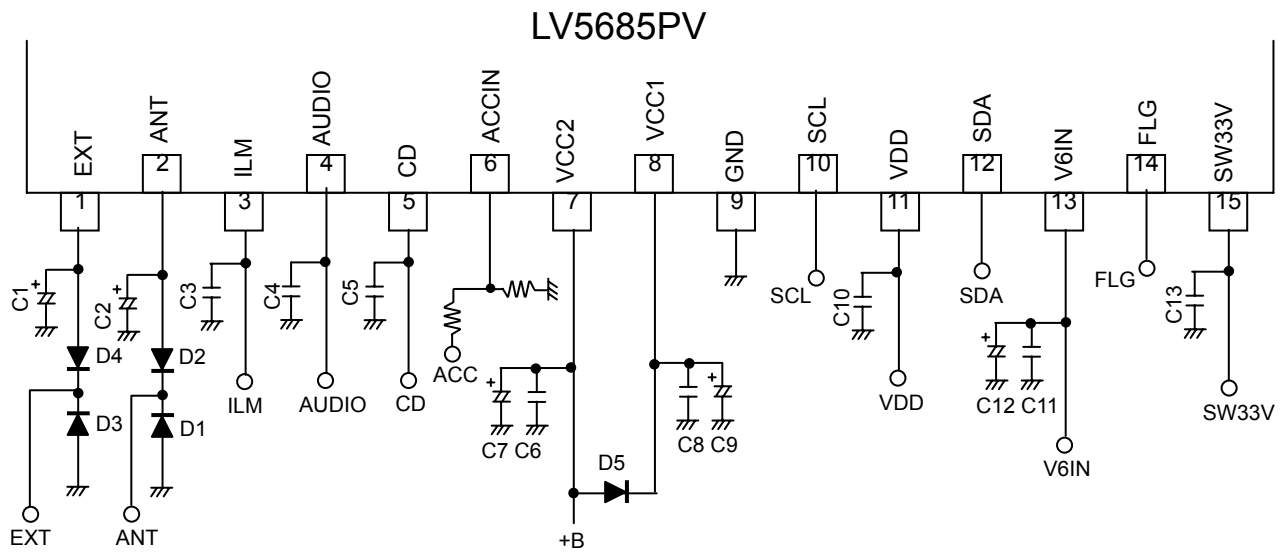 LV5685PV
EXT
ANT
ILM
AUDIO
CD
ACCIN
VCC2
VCC1
GND
SCL
VDD
SDA
V6IN
FLG
SW33V
1
2
3
4
5
6
7
8
9
10
11
12
13
14
15
C1
+
C2
+
C3
C4
C5
SCL
C10
SDA
FLG
C13
D4
D2
ACC
ILM
AUDIO
CD
+
C7
C6
C8
+
C9
VDD
+
C12
C11
SW33V
D3
D1
D5
V6IN
EXT
ANT
+B